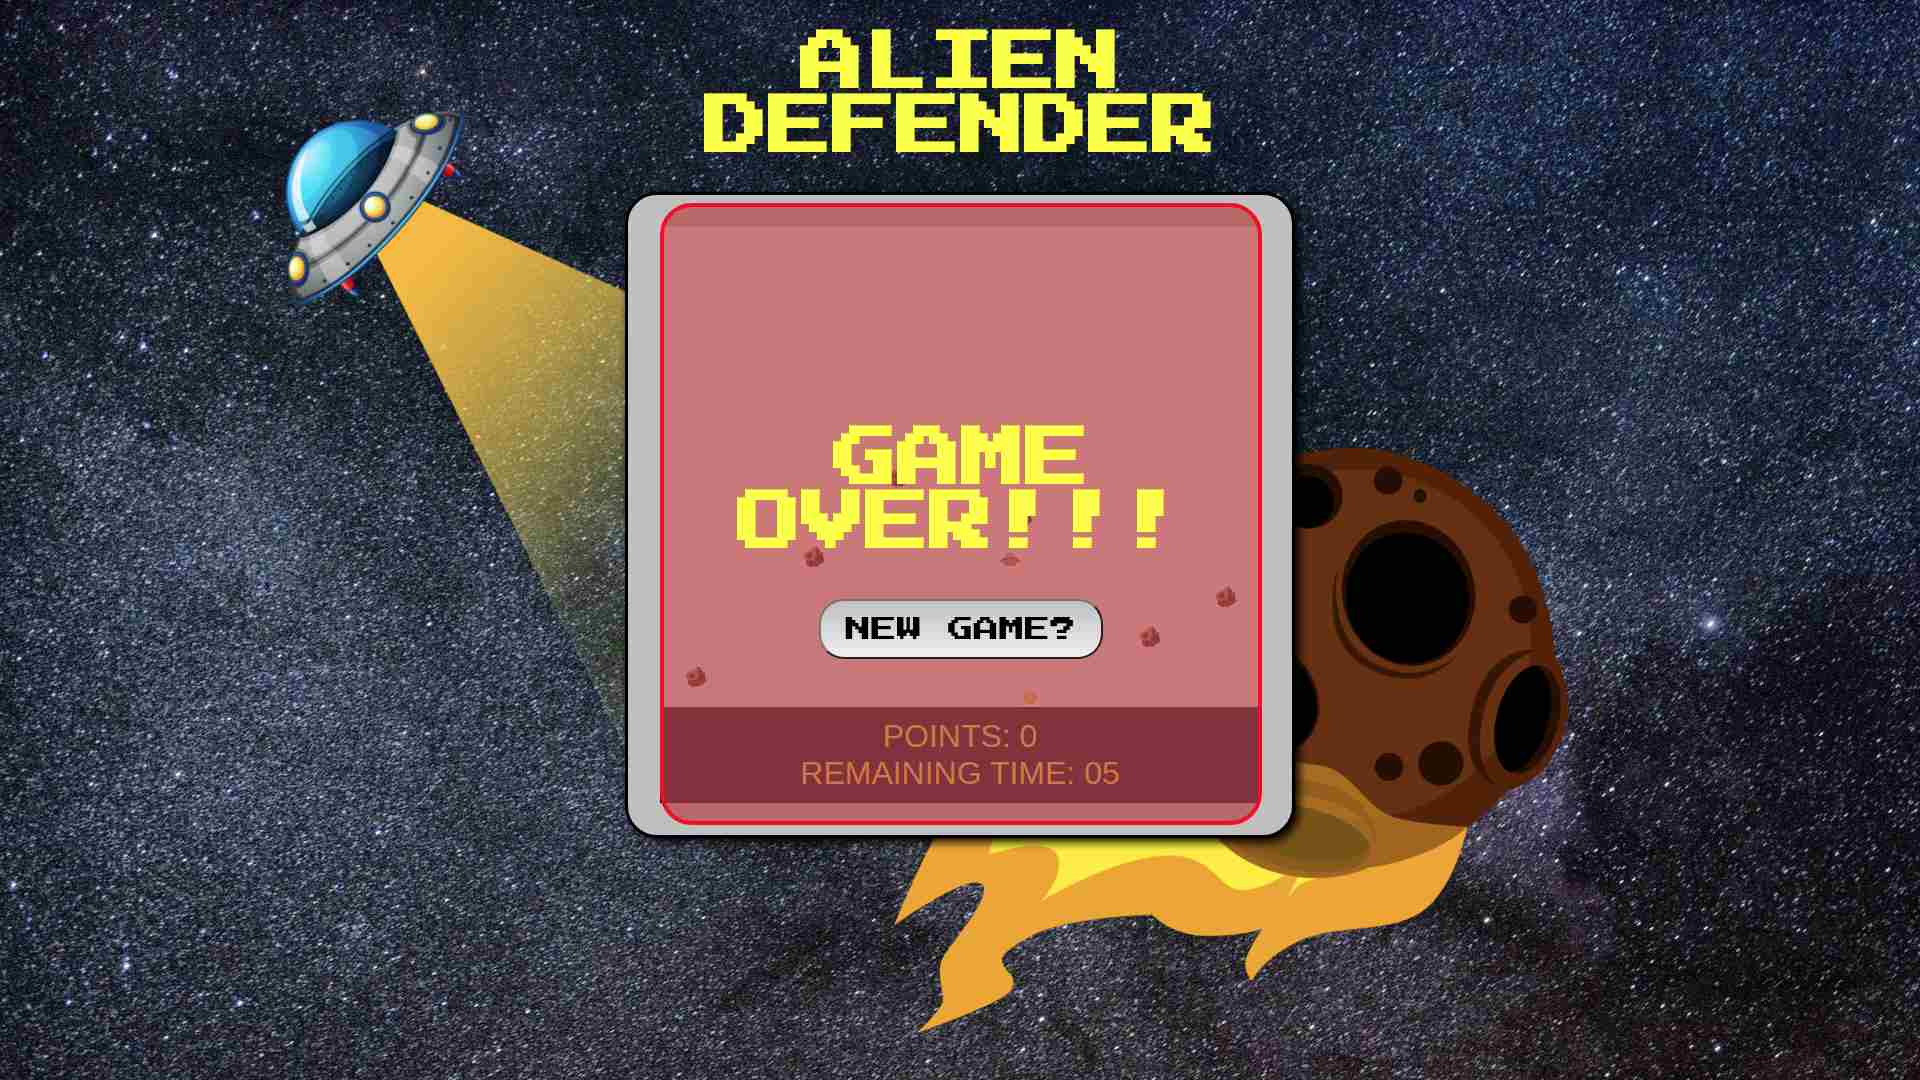 ALIEN
DEFENDER
GAME
OVER!!!
NEW GAME?
POINTS: 0
REMAINING TIME: 05